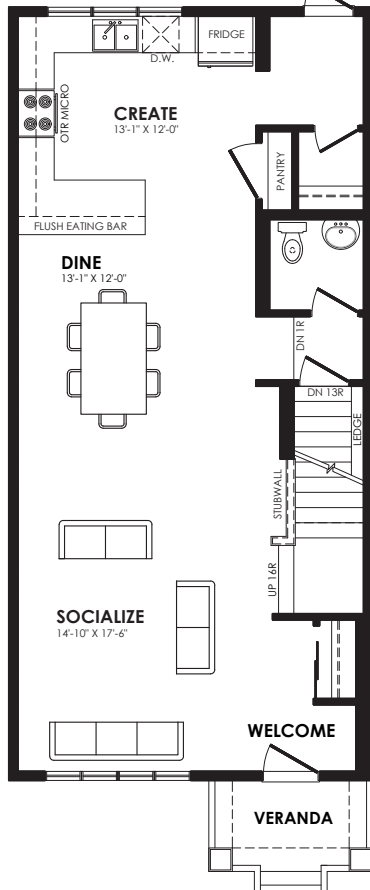 FRIDGE
D.W.
OTR MICRO
CREATE
13'-1" X 12'-0"
PANTRY
FLUSH EATING BAR
DINE
13'-1" X 12'-0"
DN 1R
DN 13R
LEDGE
STUBWALL
UP 16R
SOCIALIZE
14'-10" X 17'-6"
WELCOME
VERANDA